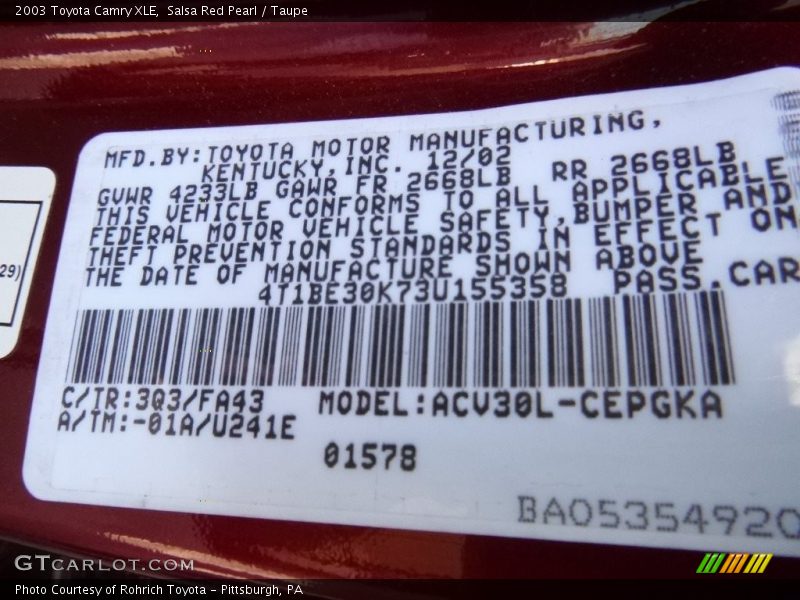 2003 Toyota Camry XLE, Salsa Red Pearl / Taupe
MFD.BY:TOYOTA MOTOR MANUFACTURING,
KENTUCKY,INC. 12/02
GVWR 4233LB GAWR FR 2668LB RR 2668LB
THIS VEHICLE CONFORMS TO ALL APPLICABLE
FEDERAL MOTOR VEHICLE SAFETY,BUMPER AND
THEFT PREVENTION STANDARDS IN EFFECT ON
THE DATE OF MANUFACTURE SHOWN ABOVE
4T1BE30K73U155358 PASS.CAR
C/TR:3Q3/FA43 MODEL:ACV30L-CEPGKA
A/TM:-01A/U241E
01578
BA05354920
29)
GTCARLOT.COM
Photo Courtesy of Rohrich Toyota - Pittsburgh, PA